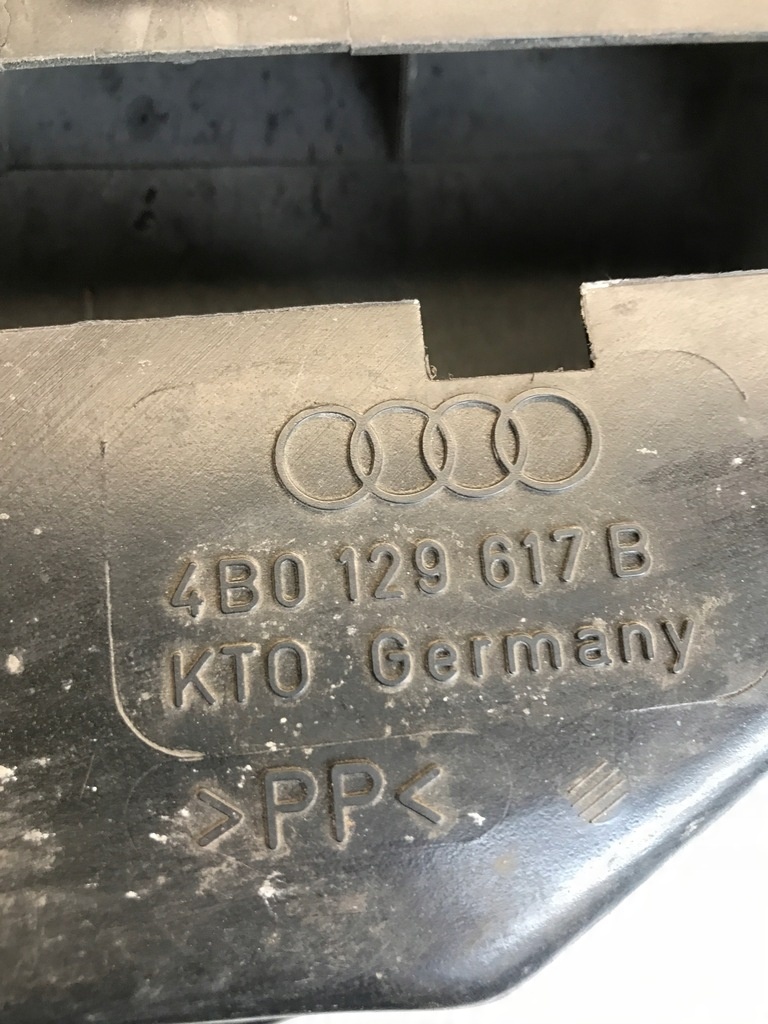 4B0 129 617 B
KTO Germany
>PP<